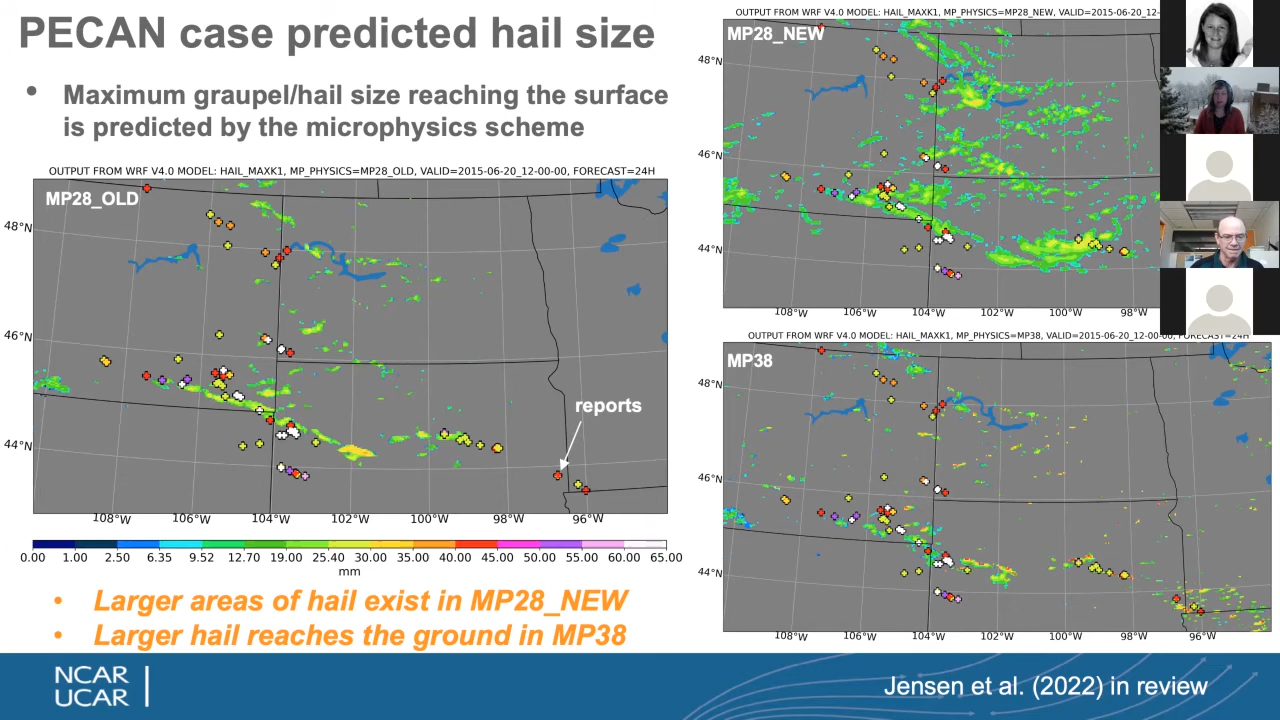 PECAN case predicted hail size
• Maximum graupel/hail size reaching the surface
is predicted by the microphysics scheme
OUTPUT FROM WRF V4.0 MODEL: HAIL_MAXK1, MP_PHYSICS=MP28_OLD, VALID=2015-06-20_12-00-00, FORECAST=24H
MP28_OLD
48°N
46°N
44°N
reports
108°W 106°W 104°W 102°W 100°W 98°W 96°W
0.00 1.00 2.50 6.35 9.52 12.70 19.00 25.40 30.00 35.00 40.00 45.00 50.00 55.00 60.00 65.00
mm
• Larger areas of hail exist in MP28_NEW
• Larger hail reaches the ground in MP38
OUTPUT FROM WRF V4.0 MODEL: HAIL_MAXK1, MP_PHYSICS=MP28_NEW, VALID=2015-06-20_12-
MP28_NEW
48°N
46°N
44°N
108°W 106°W 104°W 102°W 100°W 98°W
OUTPUT FROM WRF V4.0 MODEL: HAIL_MAXK1, MP_PHYSICS=MP38, VALID=2015-06-20_12-00-00, FORECAST=24H
MP38
48°N
46°N
44°N
108°W 106°W 104°W 102°W 100°W 98°W 96°W
NCAR
UCAR
Jensen et al. (2022) in review